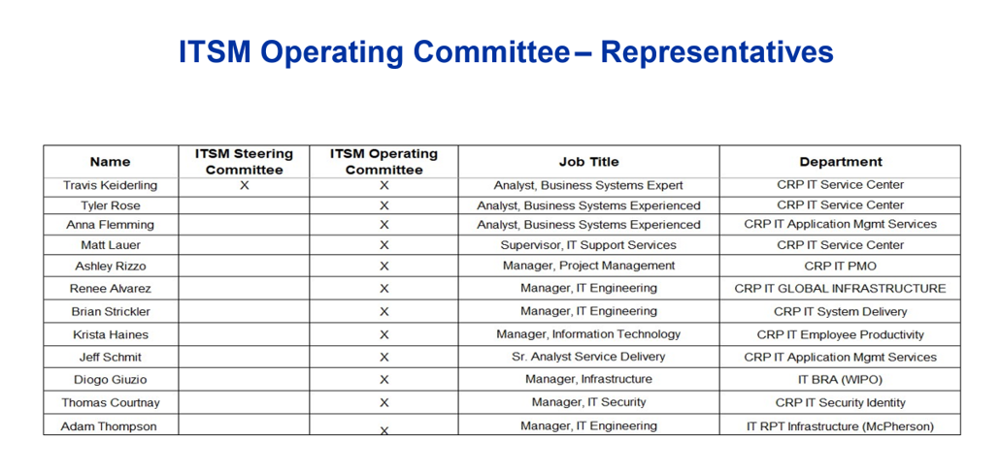 ITSM Operating Committee – Representatives
Name ITSM Steering Committee ITSM Operating Committee Job Title Department
Travis Keiderling X X Analyst, Business Systems Expert CRP IT Service Center
Tyler Rose X Analyst, Business Systems Experienced CRP IT Service Center
Anna Flemming X Analyst, Business Systems Experienced CRP IT Application Mgmt Services
Matt Lauer X Supervisor, IT Support Services CRP IT Service Center
Ashley Rizzo X Manager, Project Management CRP IT PMO
Renee Alvarez X Manager, IT Engineering CRP IT GLOBAL INFRASTRUCTURE
Brian Strickler X Manager, IT Engineering CRP IT System Delivery
Krista Haines X Manager, Information Technology CRP IT Employee Productivity
Jeff Schmit X Sr. Analyst Service Delivery CRP IT Application Mgmt Services
Diogo Giuzio X Manager, Infrastructure IT BRA (WIPO)
Thomas Courtnay X Manager, IT Security CRP IT Security Identity
Adam Thompson X Manager, IT Engineering IT RPT Infrastructure (McPherson)